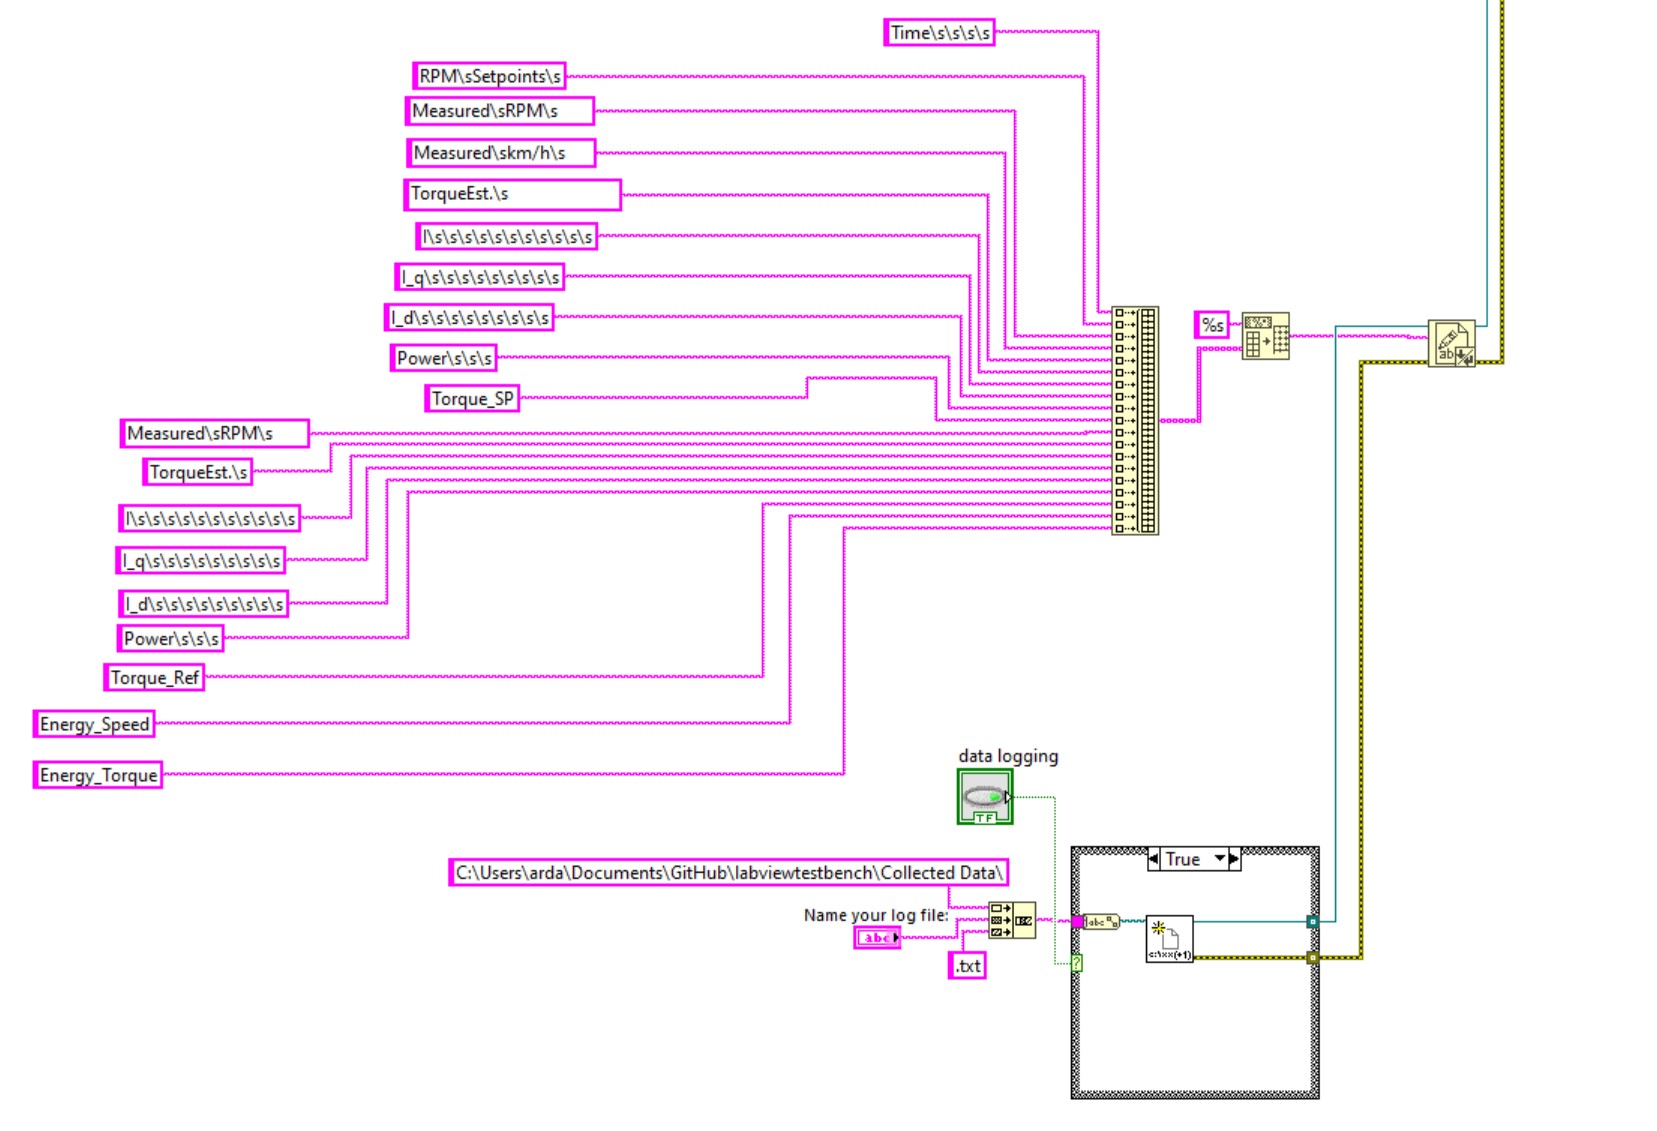 Time\s\s\s\s
RPM\sSetpoints\s
Measured\sRPM\s
Measured\skm/h\s
TorqueEst.\s
I\s\s\s\s\s\s\s\s\s\s\s
I_q\s\s\s\s\s\s\s\s\s
I_d\s\s\s\s\s\s\s\s\s
Power\s\s\s
Torque_SP
Measured\sRPM\s
TorqueEst.\s
I\s\s\s\s\s\s\s\s\s\s\s
I_q\s\s\s\s\s\s\s\s\s
I_d\s\s\s\s\s\s\s\s\s
Power\s\s\s
Torque_Ref
Energy_Speed
Energy_Torque
%s
ab
data logging
TF
True
C:\Users\arda\Documents\GitHub\labviewtestbench\Collected Data\
Name your log file:
abc
.txt
abc
?
c:\xx(+1)